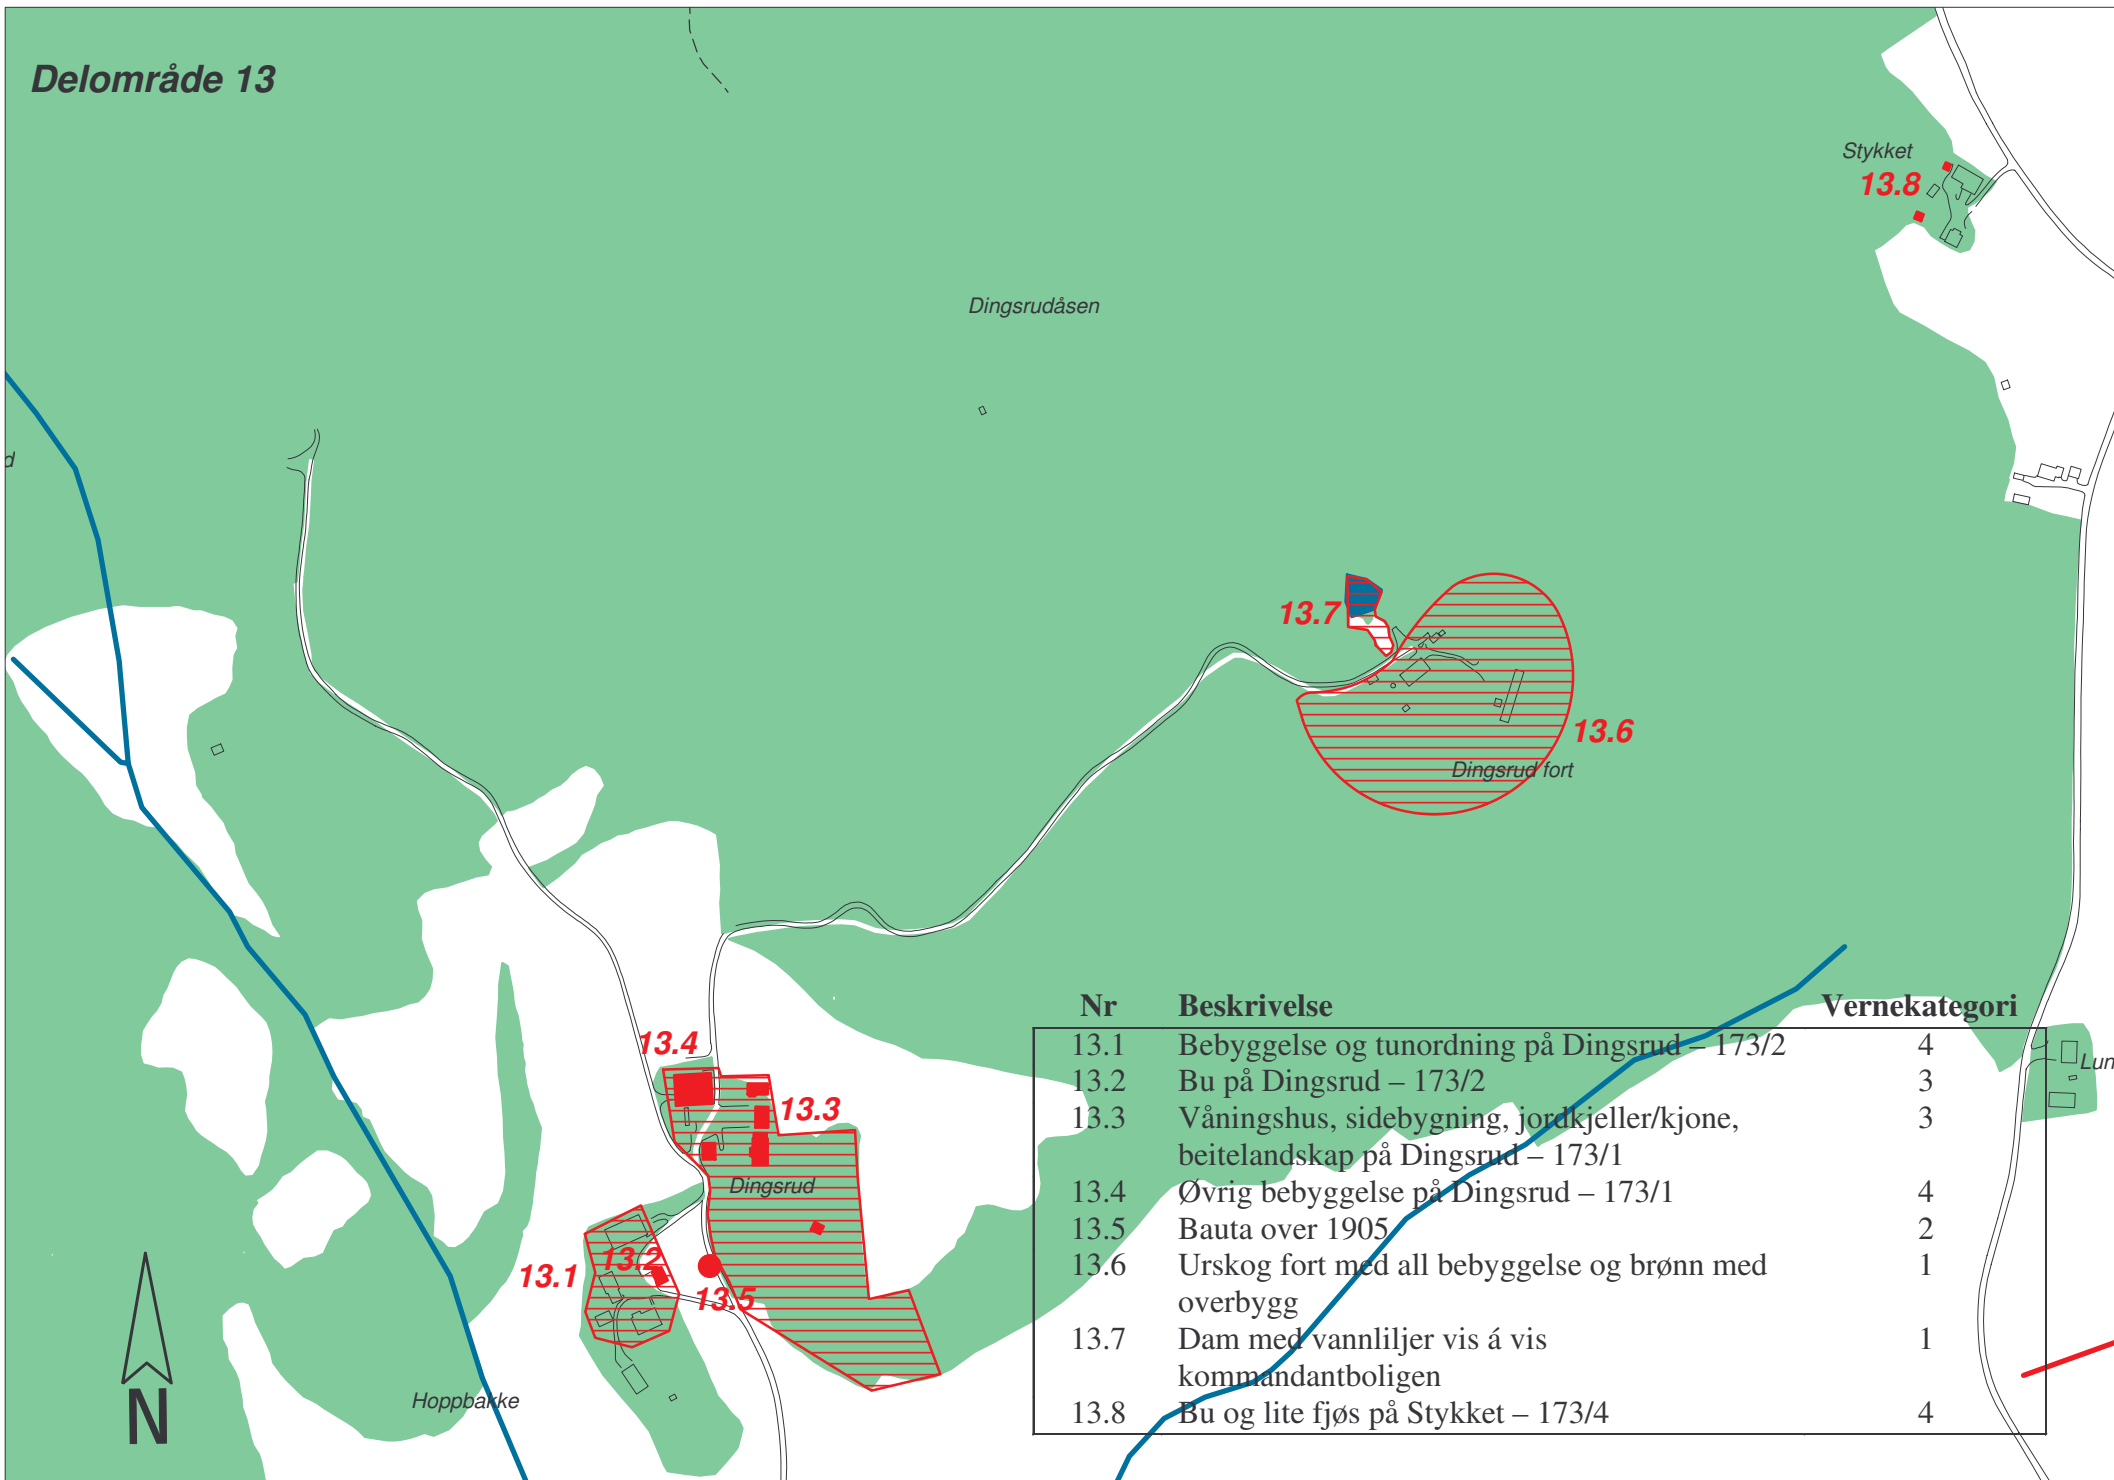 Delområde 13
Stykket
13.8
Dingsrudåsen
d
13.7
13.6
Dingsrud fort
13.4
13.3
Dingsrud
13.2
13.1
13.5
Hoppbakke
N
Lun
Nr Beskrivelse Vernekategori
13.1 Bebyggelse og tunordning på Dingsrud – 173/2 4
13.2 Bu på Dingsrud – 173/2 3
13.3 Våningshus, sidebygning, jordkjeller/kjone, 3
beitelandskap på Dingsrud – 173/1
13.4 Øvrig bebyggelse på Dingsrud – 173/1 4
13.5 Bauta over 1905 2
13.6 Urskog fort med all bebyggelse og brønn med 1
overbygg
13.7 Dam med vannliljer vis á vis 1
kommandantboligen
13.8 Bu og lite fjøs på Stykket – 173/4 4